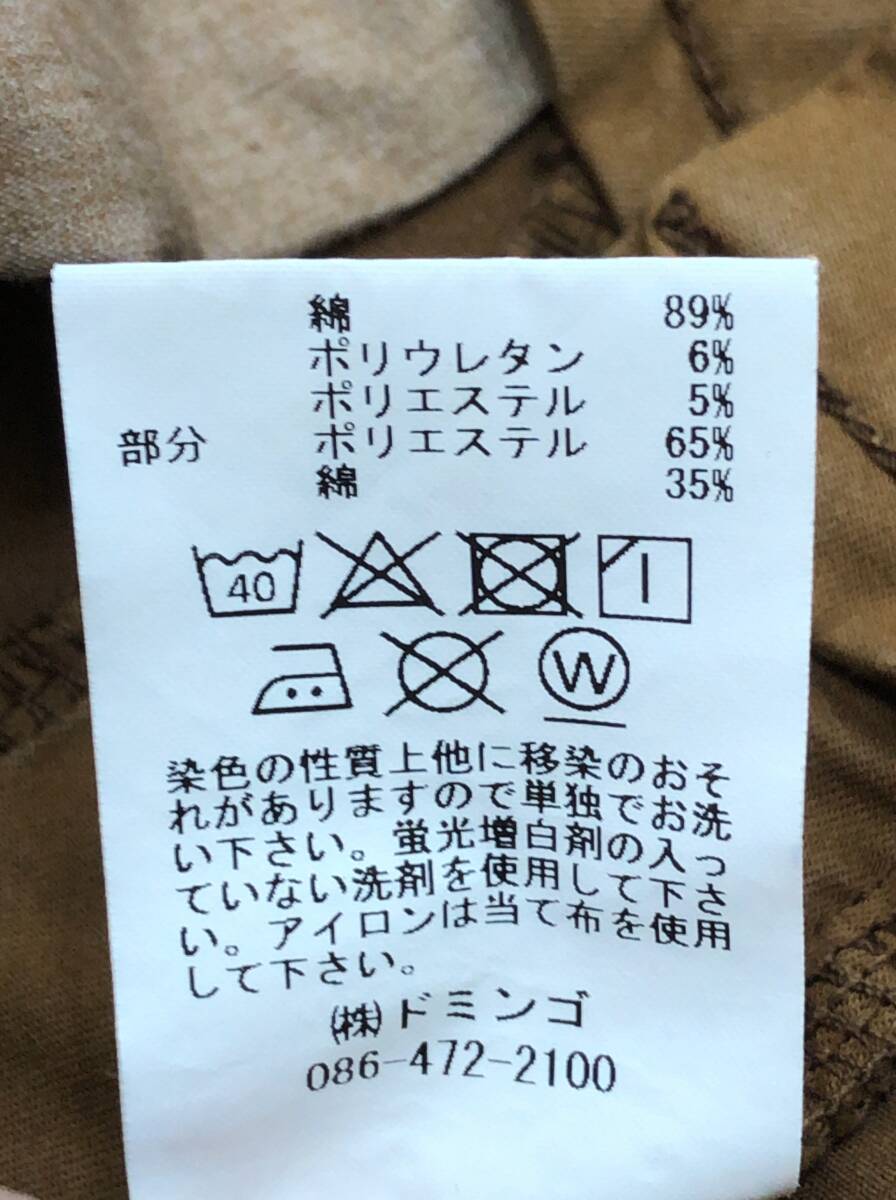 綿 89%
ポリウレタン 6%
ポリエステル 5%
部分 ポリエステル 65%
綿 35%
40
W
染色の性質上他に移染のおそ
れがありますので単独でのお洗
い下さい。蛍光増白剤の入っ
ていない洗剤を使用して下さ
い。アイロンは当て布を使用
して下さい。
(株)ドミンゴ
086-472-2100